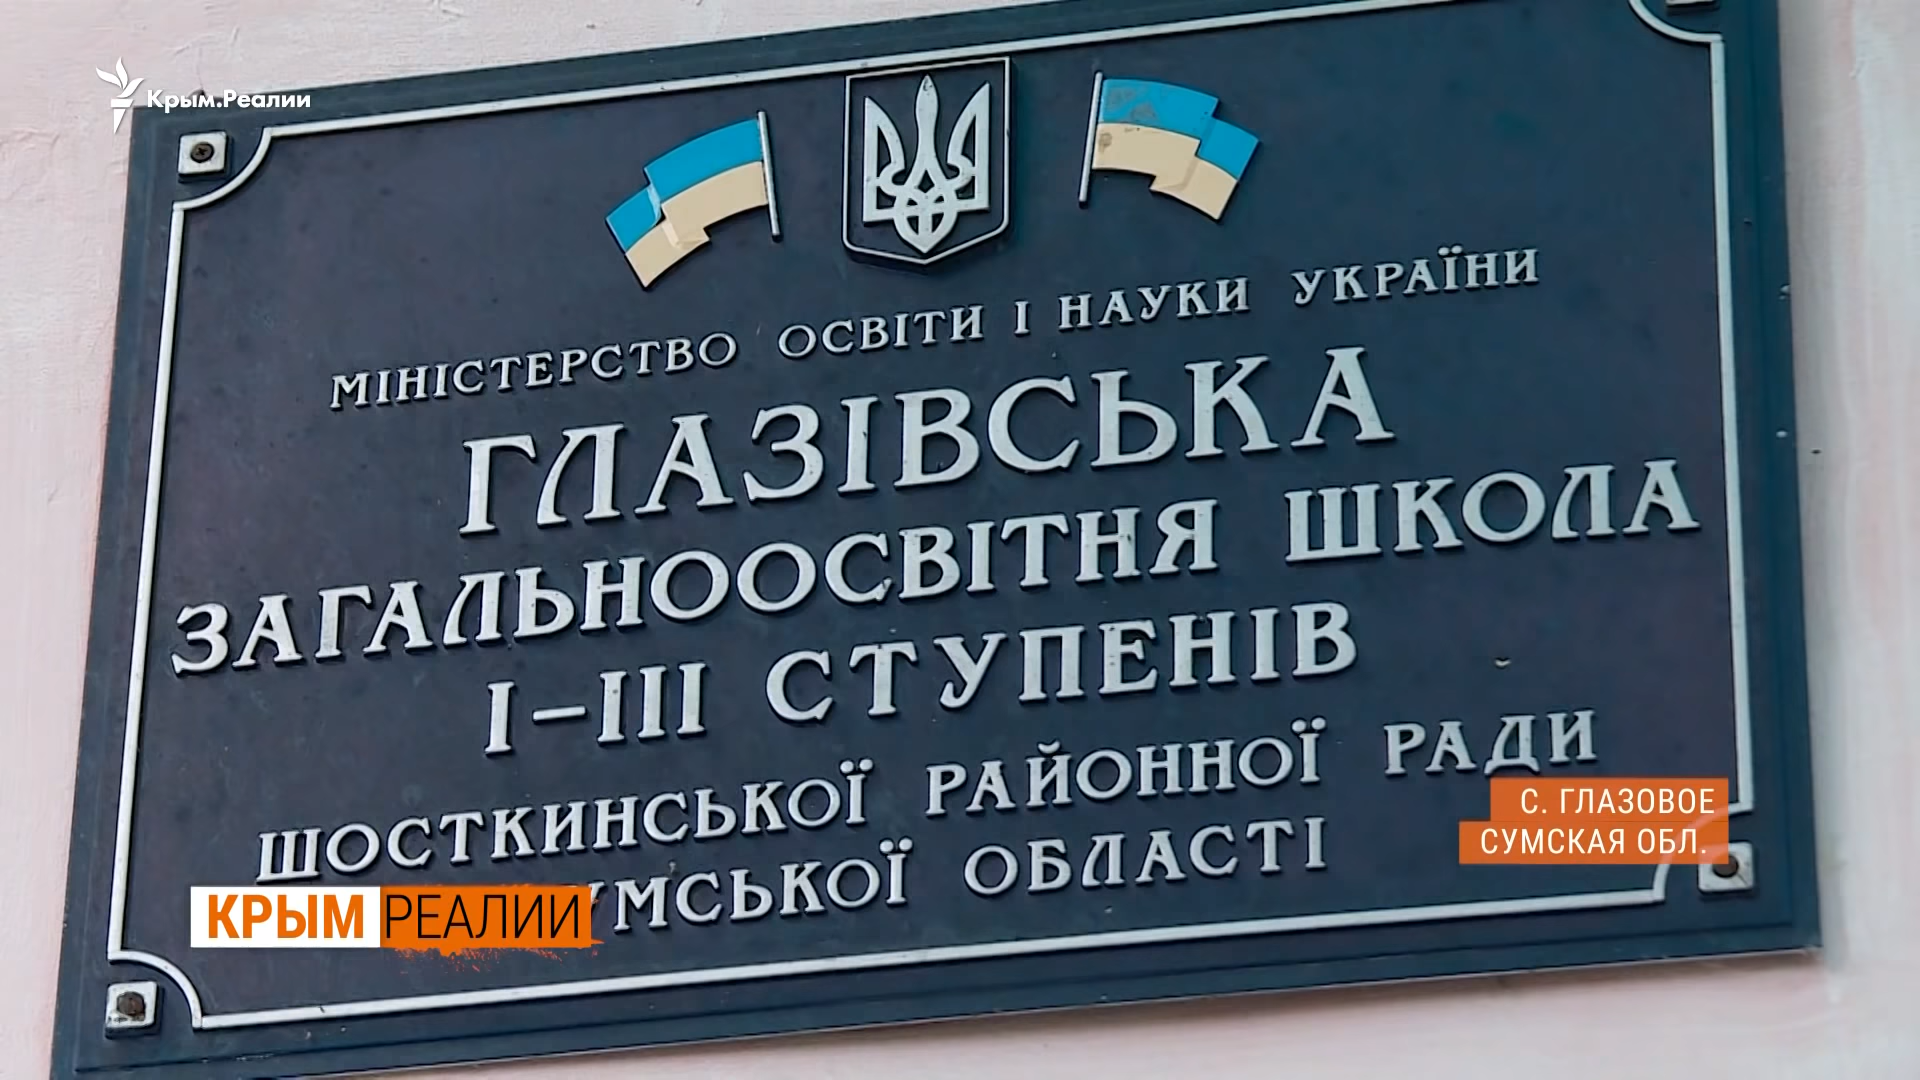 Крым.Реалии
МІНІСТЕРСТВО ОСВІТИ І НАУКИ УКРАЇНИ
ГЛАЗІВСЬКА
ЗАГАЛЬНООСВІТНЯ ШКОЛА
І–ІІІ СТУПЕНІВ
ШОСТКИНСЬКОЇ РАЙОННОЇ РАДИ
УМСЬКОЇ ОБЛАСТІ
С. ГЛАЗОВОЕ
СУМСКАЯ ОБЛ.
КРЫМ РЕАЛИИ